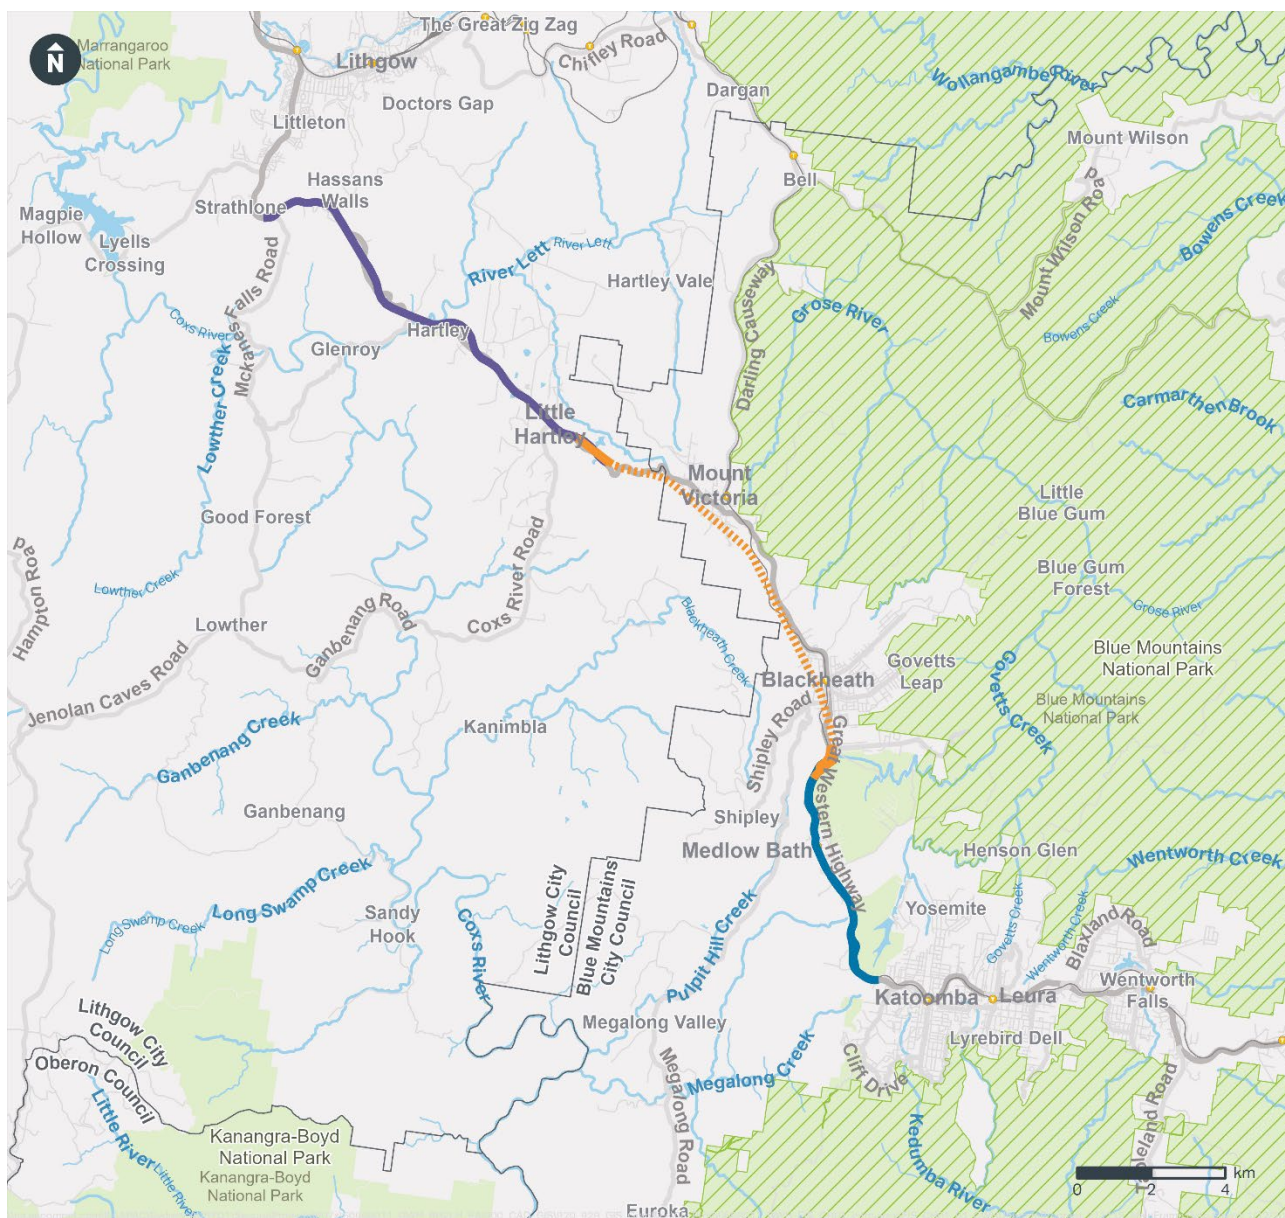 The Great Zig Zag
N
Marrangaroo
National Park
Lithgow
Chifley Road
Wollangambe River
Doctors Gap
Dargan
Littleton
Mount Wilson
Bell
Hassans
Walls
Strathlone
Magpie
Hollow
Lyells
Crossing
Mount Wilson Road
Bowens Creek
River Lett
River Lett
Hartley Vale
Grose River
Mckanes Falls Road
Coxs River
Hartley
Glenroy
Bowens Creek
Darling Causeway
Lowther Creek
Carmarthen Brook
Little
Hartley
Mount
Victoria
Little
Blue Gum
Good Forest
Blue Gum
Forest
Hampton Road
Lowther Creek
Coxs River Road
Grose River
Lowther
Ganbenang Road
Blackheath Creek
Blue Mountains
National Park
Govetts
Leap
Govetts Creek
Blackheath
Blue Mountains
National Park
Jenolan Caves Road
Kanimbla
Shipley Road
Great Western Highway
Ganbenang Creek
Ganbenang
Shipley
Medlow Bath
Henson Glen
Wentworth Creek
Long Swamp Creek
Long Swamp Creek
Sandy
Hook
Coxs River
Lithgow City
Council
Blue Mountains
City Council
Yosemite
Govetts Creek
Wentworth Creek
Blaxland Road
Pulpit Hill Creek
Katoomba
Leura
Wentworth
Falls
Lithgow City
Council
Oberon Council
Megalong Valley
Lyrebird Dell
Megalong Creek
Cliff Drive
Megalong Road
Little River
Little River
Kanangra-Boyd
National Park
Kanangra-Boyd
National Park
Kedumba River
Tableland Road
km
0 2 4
Euroka